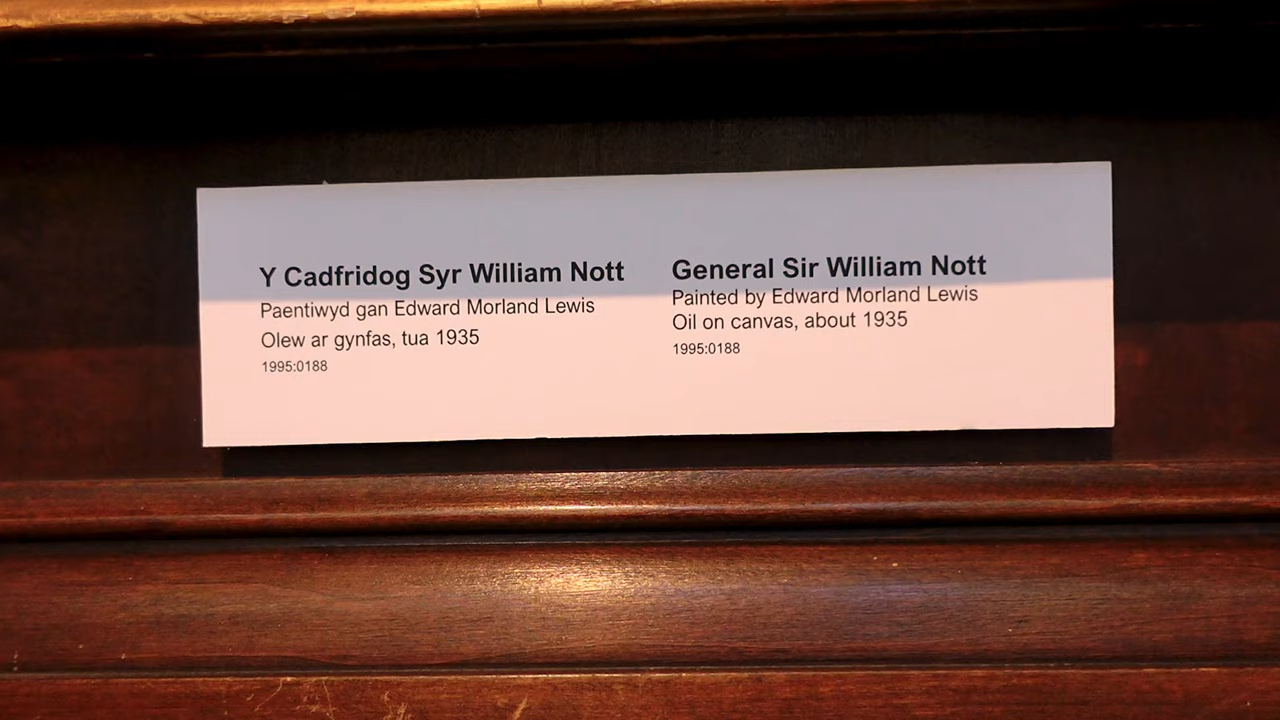 Y Cadfridog Syr William Nott
Paentiwyd gan Edward Morland Lewis
Olew ar gynfas, tua 1935
1995:0188
General Sir William Nott
Painted by Edward Morland Lewis
Oil on canvas, about 1935
1995:0188